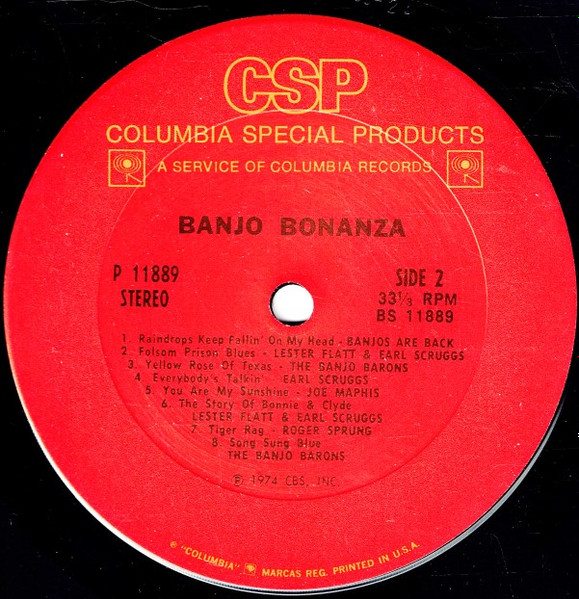 CSP
COLUMBIA SPECIAL PRODUCTS
A SERVICE OF COLUMBIA RECORDS
BANJO BONANZA
P 11889 SIDE 2
STEREO 33⅓ RPM
BS 11889
1. Raindrops Keep Fallin' On My Head - BANJOS ARE BACK
2. Folsom Prison Blues - LESTER FLATT & EARL SCRUGGS
3. Yellow Rose Of Texas - THE BANJO BARONS
4. Everybody's Talkin' EARL SCRUGGS
5. You Are My Sunshine - JOE MAPHIS
6. The Story Of Bonnie & Clyde
LESTER FLATT & EARL SCRUGGS
7. Tiger Rag - ROGER SPRUNG
8. Song Sung Blue
THE BANJO BARONS
℗ 1974 CBS, INC.
® "COLUMBIA" MARCAS REG. PRINTED IN U.S.A.